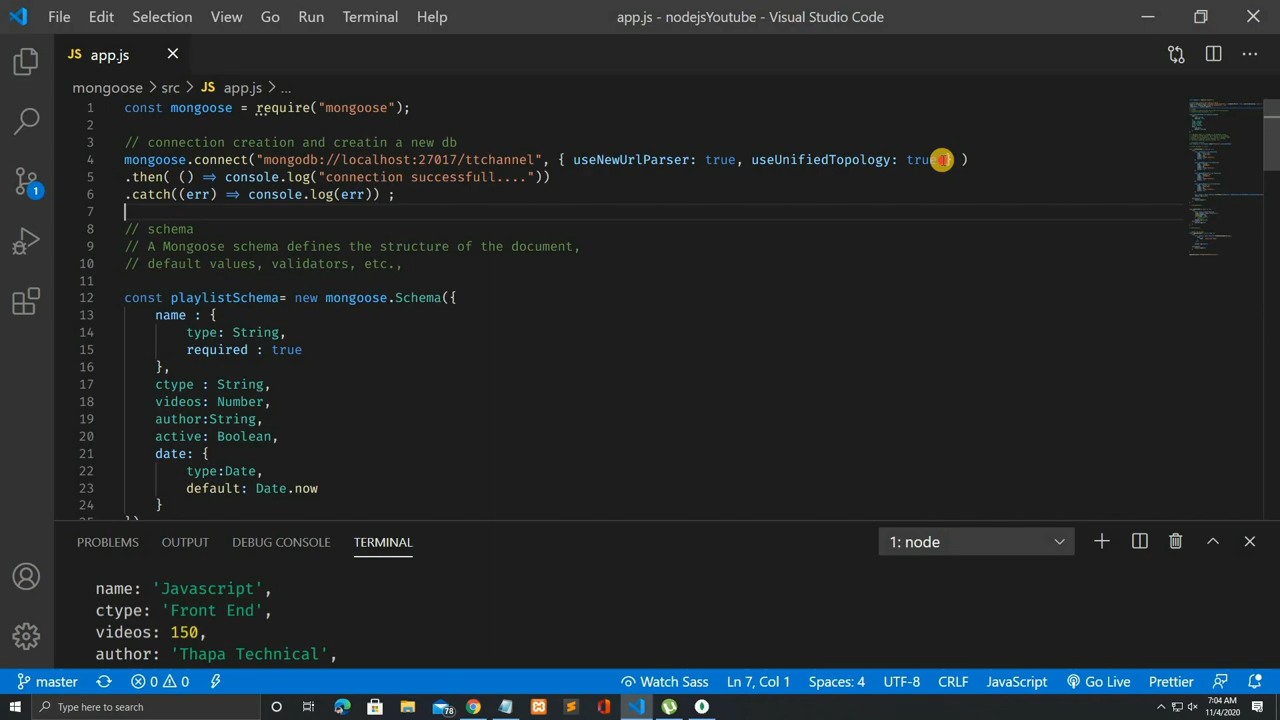 File Edit Selection View Go Run Terminal Help
app.js - nodejsYoutube - Visual Studio Code
JS app.js
mongoose > src > JS app.js > ...
1 const mongoose = require("mongoose");
2
3 // connection creation and creatin a new db
4 mongoose.connect("mongodb://localhost:27017/ttchannel", { useNewUrlParser: true, useUnifiedTopology: true )
5 .then( () => console.log("connection successfull...."))
6 .catch((err) => console.log(err)) ;
7
8 // schema
9 // A Mongoose schema defines the structure of the document,
10 // default values, validators, etc.,
11
12 const playlistSchema= new mongoose.Schema({
13 name : {
14 type: String,
15 required : true
16 },
17 ctype : String,
18 videos: Number,
19 author:String,
20 active: Boolean,
21 date: {
22 type:Date,
23 default: Date.now
24 }
25 })
1
PROBLEMS OUTPUT DEBUG CONSOLE TERMINAL
1: node
name: 'Javascript',
ctype: 'Front End',
videos: 150,
author: 'Thapa Technical',
master 0 0 Watch Sass Ln 7, Col 1 Spaces: 4 UTF-8 CRLF JavaScript Go Live Prettier
Type here to search
78
7:04 AM
11/4/2020